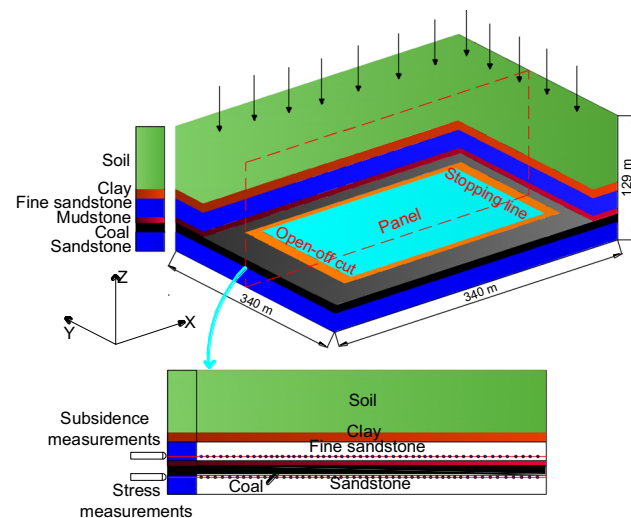 Soil
Clay
Fine sandstone
Mudstone
Coal
Sandstone
129 m
Stopping line
Panel
Open-off cut
340 m
340 m
Z
Y
X
Soil
Subsidence
measurements
Clay
Fine sandstone
Coal
Sandstone
Stress
measurements